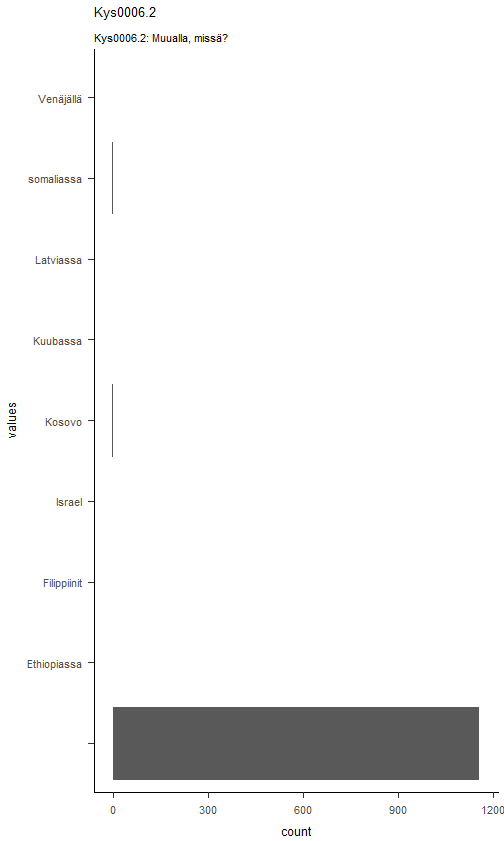 Kys0006.2
Kys0006.2: Muualla, missä?
Venäjällä
somaliassa
Latviassa
Kuubassa
Kosovo
Israel
Filippiinit
Ethiopiassa
values
0 300 600 900 1200
count